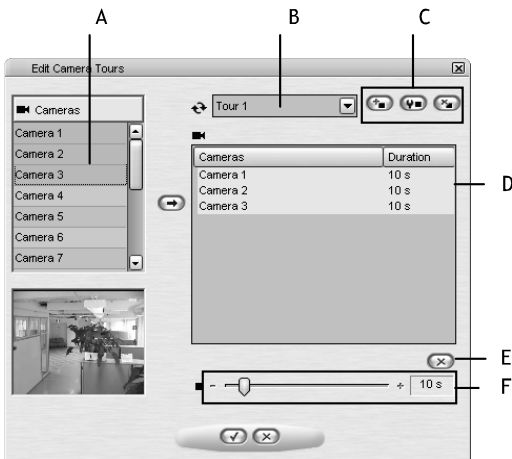 A
B
C
Edit Camera Tours
Cameras
Tour 1
Camera 1
Camera 2
Camera 3
Camera 4
Camera 5
Camera 6
Camera 7
Cameras Duration
Camera 1 10 s
Camera 2 10 s
Camera 3 10 s
D
E
- + 10 s
F